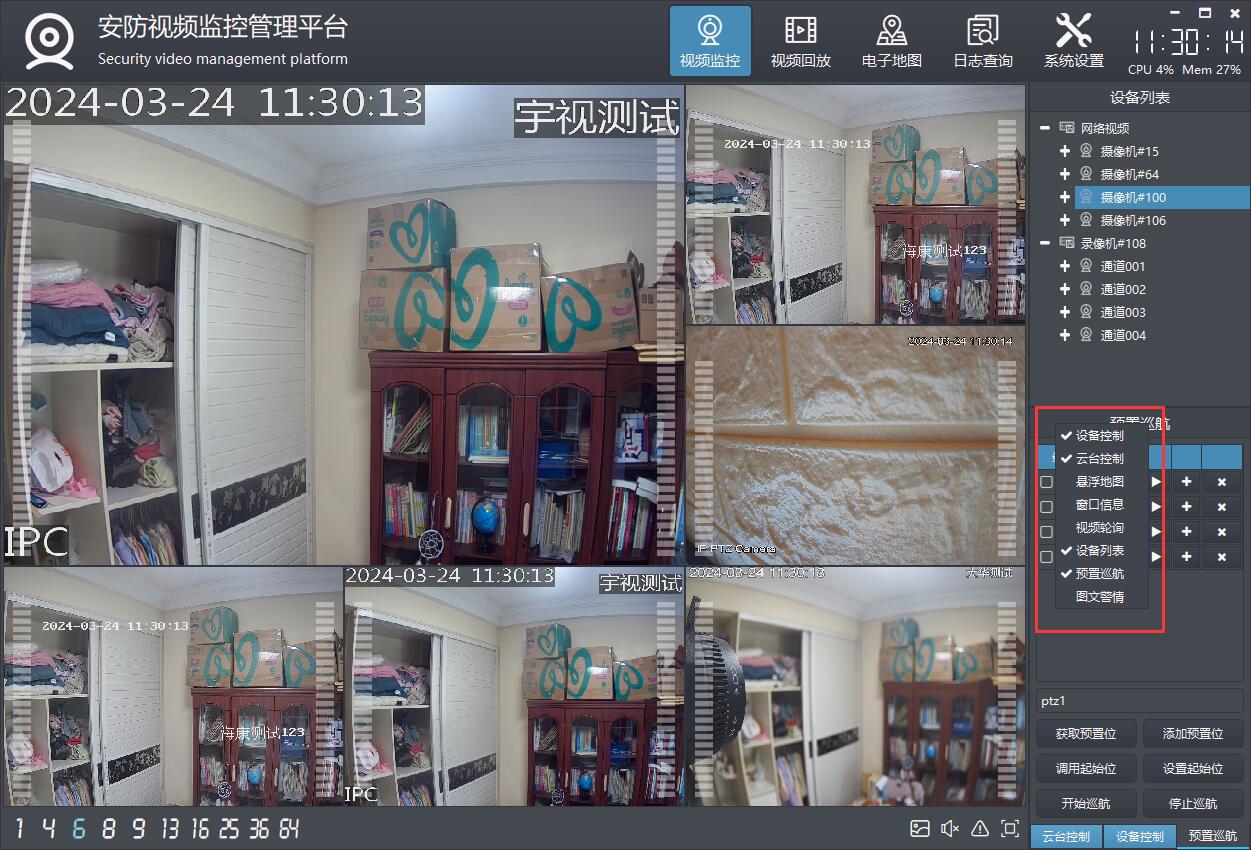 安防视频监控管理平台
Security video management platform
视频监控
视频回放
电子地图
日志查询
系统设置
11:30:14
CPU 4% Mem 27%
2024-03-24 11:30:13
宇视测试
IPC
2024-03-24 11:30:13
海康测试123
2024-03-24 11:30:14
IP PTZ Camera
2024-03-24 11:30:13
海康测试123
2024-03-24 11:30:13
宇视测试
IPC
2024-03-24 11:30:13
大华测试
设备列表
网络视频
摄像机#15
摄像机#64
摄像机#100
摄像机#106
录像机#108
通道001
通道002
通道003
通道004
预置巡航
设备控制
云台控制
悬浮地图
窗口信息
视频轮询
设备列表
预置巡航
图文警情
ptz1
获取预置位
添加预置位
调用起始位
设置起始位
开始巡航
停止巡航
云台控制
设备控制
预置巡航
1 4 6 8 9 13 16 25 36 64